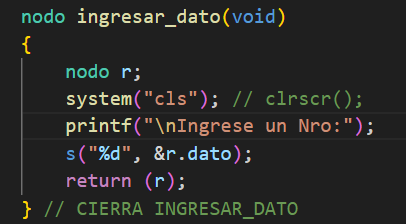 nodo ingresar_dato(void)
{
nodo r;
system("cls"); // clrscr();
printf("\nIngrese un Nro:");
s("%d", &r.dato);
return (r);
} // CIERRA INGRESAR_DATO